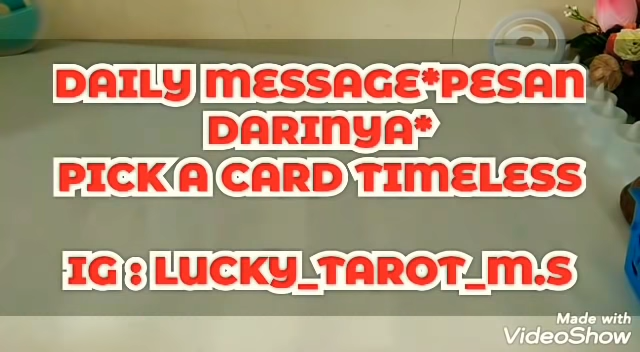 DAILY MESSAGE*PESAN
DARINYA*
PICK A CARD TIMELESS
IG : LUCKY_TAROT_M.S
Made with
VideoShow